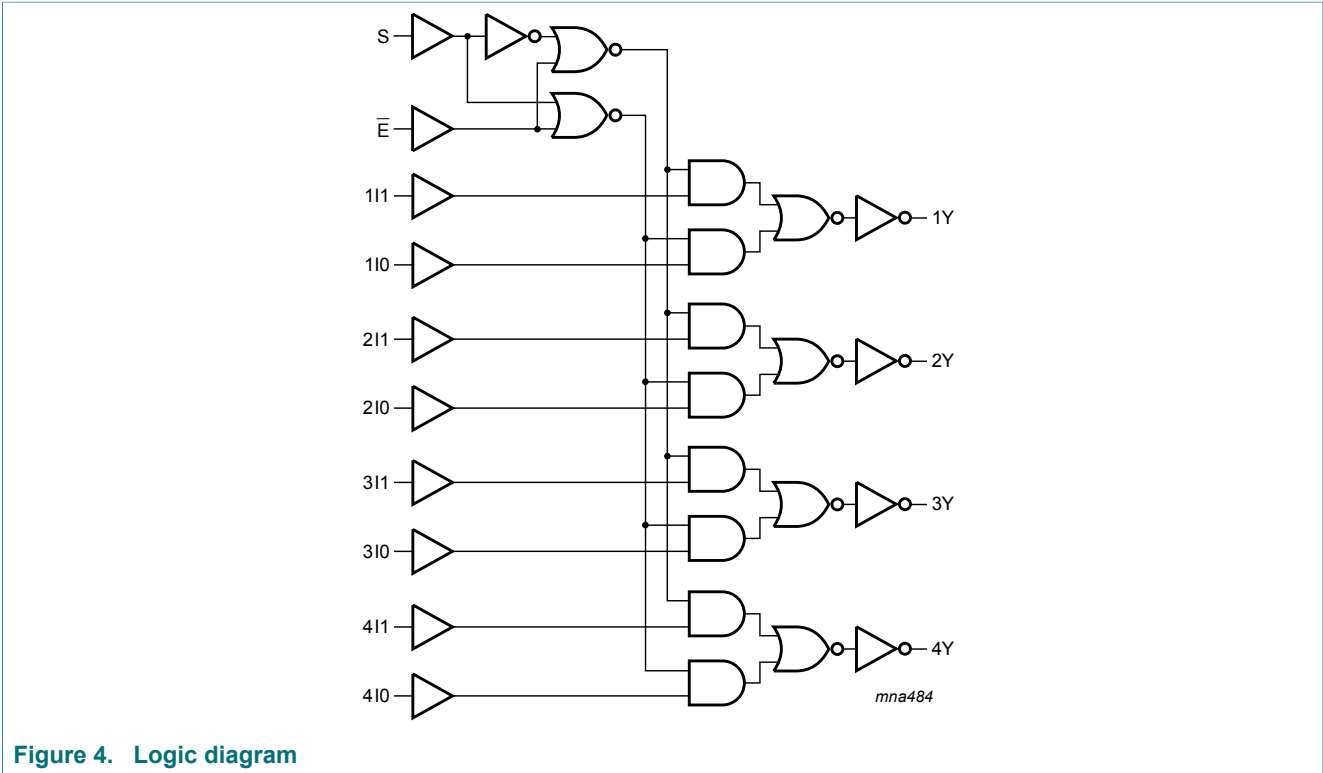 S
E̅
1I1
1I0
1Y
2I1
2I0
2Y
3I1
3I0
3Y
4I1
4I0
4Y
mna484
Figure 4. Logic diagram